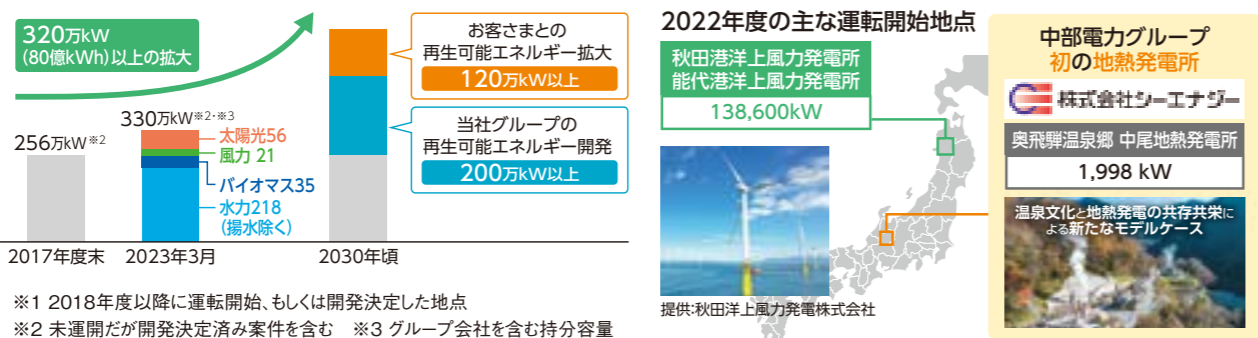 320万kW
(80億kWh)以上の拡大
256万kW※2
330万kW※2・※3
太陽光56
風力 21
バイオマス35
水力218
(揚水除く)
2017年度末
2023年3月
2030年頃
お客さまとの
再生可能エネルギー拡大
120万kW以上
当社グループの
再生可能エネルギー開発
200万kW以上
※1 2018年度以降に運転開始、もしくは開発決定した地点
※2 未運開だが開発決定済み案件を含む ※3 グループ会社を含む持分容量
2022年度の主な運転開始地点
秋田港洋上風力発電所
能代港洋上風力発電所
138,600kW
提供:秋田洋上風力発電株式会社
中部電力グループ
初の地熱発電所
株式会社シーエナジー
奥飛騨温泉郷 中尾地熱発電所
1,998 kW
温泉文化と地熱発電の共存共栄に
よる新たなモデルケース